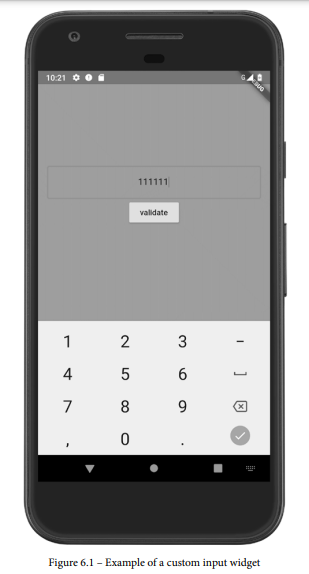 10:21
DEBUG
111111
validate
1 2 3 -
4 5 6
7 8 9
, 0 .
Figure 6.1 – Example of a custom input widget